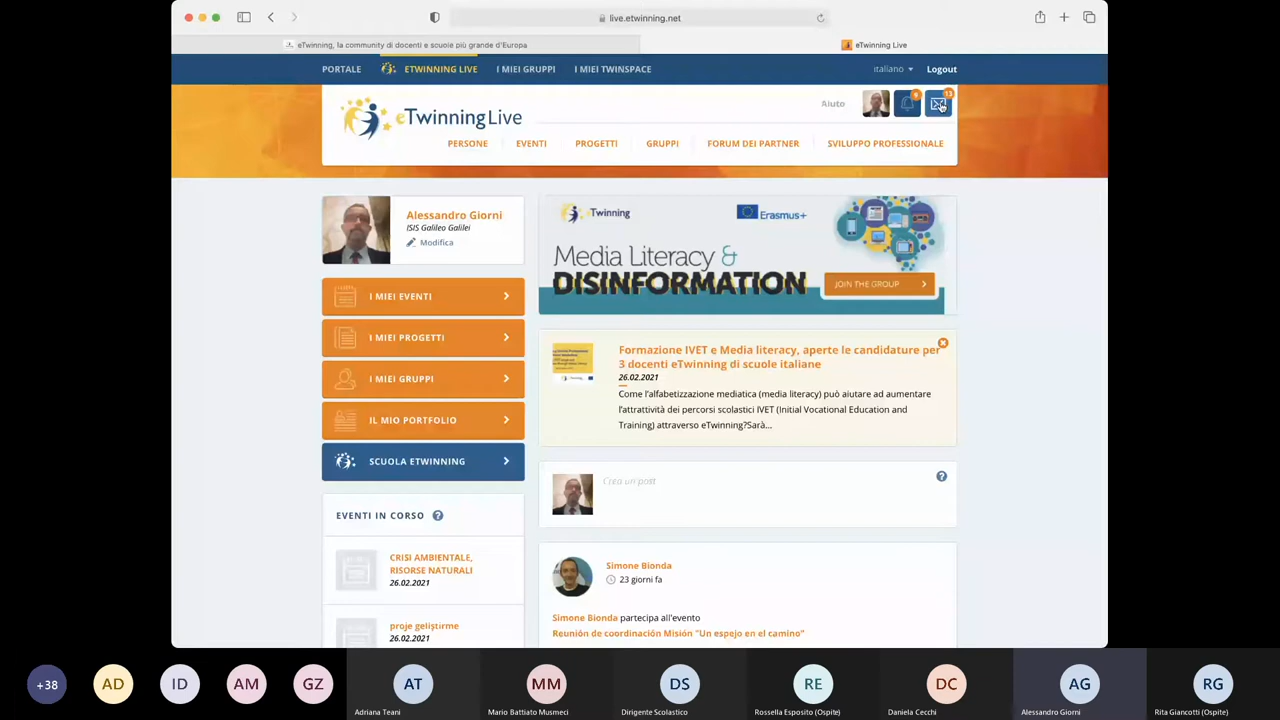 live.etwinning.net
eTwinning, la community di docenti e scuole più grande d'Europa
eTwinning Live
PORTALE
ETWINNING LIVE
I MIEI GRUPPI
I MIEI TWINSPACE
italiano
Logout
eTwinning Live
Aiuto
9
13
PERSONE
EVENTI
PROGETTI
GRUPPI
FORUM DEI PARTNER
SVILUPPO PROFESSIONALE
Alessandro Giorni
ISIS Galileo Galilei
Modifica
I MIEI EVENTI
I MIEI PROGETTI
I MIEI GRUPPI
IL MIO PORTFOLIO
SCUOLA ETWINNING
EVENTI IN CORSO
CRISI AMBIENTALE,
RISORSE NATURALI
26.02.2021
proje geliştirme
26.02.2021
eTwinning
Erasmus+
Media Literacy &
DISINFORMATION
JOIN THE GROUP
Formazione IVET e Media literacy, aperte le candidature per
3 docenti eTwinning di scuole italiane
26.02.2021
Come l'alfabetizzazione mediatica (media literacy) può aiutare ad aumentare
l'attrattività dei percorsi scolastici IVET (Initial Vocational Education and
Training) attraverso eTwinning?Sarà...
Crea un post
Simone Bionda
23 giorni fa
Simone Bionda partecipa all'evento
Reunión de coordinación Misión "Un espejo en el camino"
+38
AD
ID
AM
GZ
AT
Adriana Teani
MM
Mario Battiato Musmeci
DS
Dirigente Scolastico
RE
Rossella Esposito (Ospite)
DC
Daniela Cecchi
AG
Alessandro Giorni
RG
Rita Giancotti (Ospite)